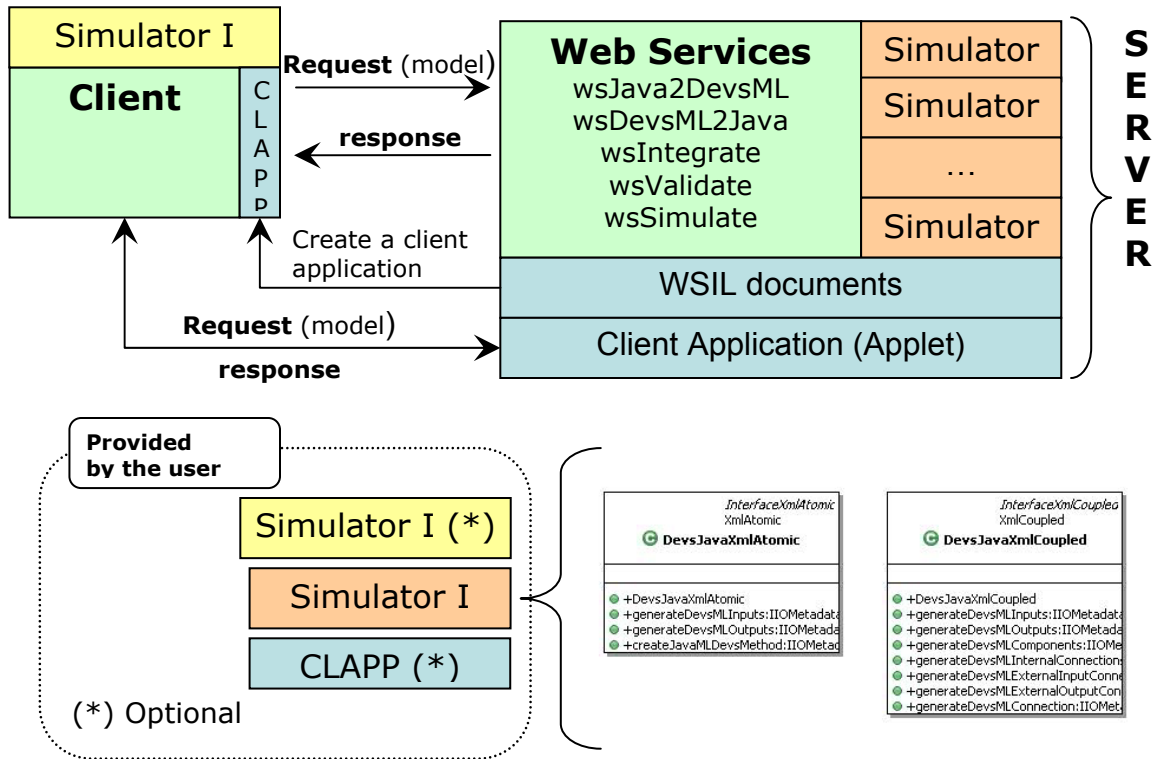 Simulator I
Client
C
L
A
P
P
Request (model)
response
Create a client
application
Request (model)
response
Web Services
wsJava2DevsML
wsDevsML2Java
wsIntegrate
wsValidate
wsSimulate
Simulator
Simulator
...
Simulator
WSIL documents
Client Application (Applet)
S
E
R
V
E
R
Provided
by the user
Simulator I (*)
Simulator I
CLAPP (*)
(*) Optional
InterfaceXmlAtomic
XmlAtomic
C DevsJavaXmlAtomic
+DevsJavaXmlAtomic
+generateDevsMLInputs:IIOMetadata
+generateDevsMLOutputs:IIOMetada
+createJavaMLDevsMethod:IIOMetad
InterfaceXmlCoupled
XmlCoupled
C DevsJavaXmlCoupled
+DevsJavaXmlCoupled
+generateDevsMLInputs:IIOMetadata
+generateDevsMLOutputs:IIOMetada
+generateDevsMLComponents:IIOMe
+generateDevsMLInternalConnections
+generateDevsMLExternalInputConne
+generateDevsMLExternalOutputCon
+generateDevsMLConnection:IIOMeta